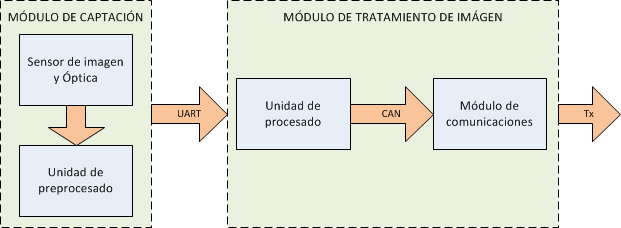 MÓDULO DE CAPTACIÓN
Sensor de imagen
y Óptica
Unidad de
preprocesado
UART
MÓDULO DE TRATAMIENTO DE IMÁGEN
Unidad de
procesado
CAN
Módulo de
comunicaciones
Tx